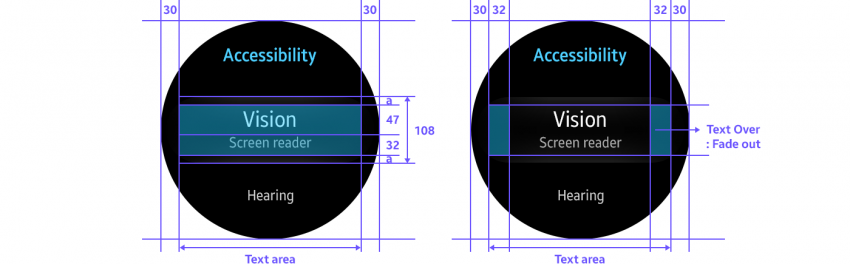 30 30
Accessibility
a
Vision 47
108
Screen reader 32
a
Hearing
Text area
30 32 32 30
Accessibility
Vision
Screen reader
Text Over
: Fade out
Hearing
Text area